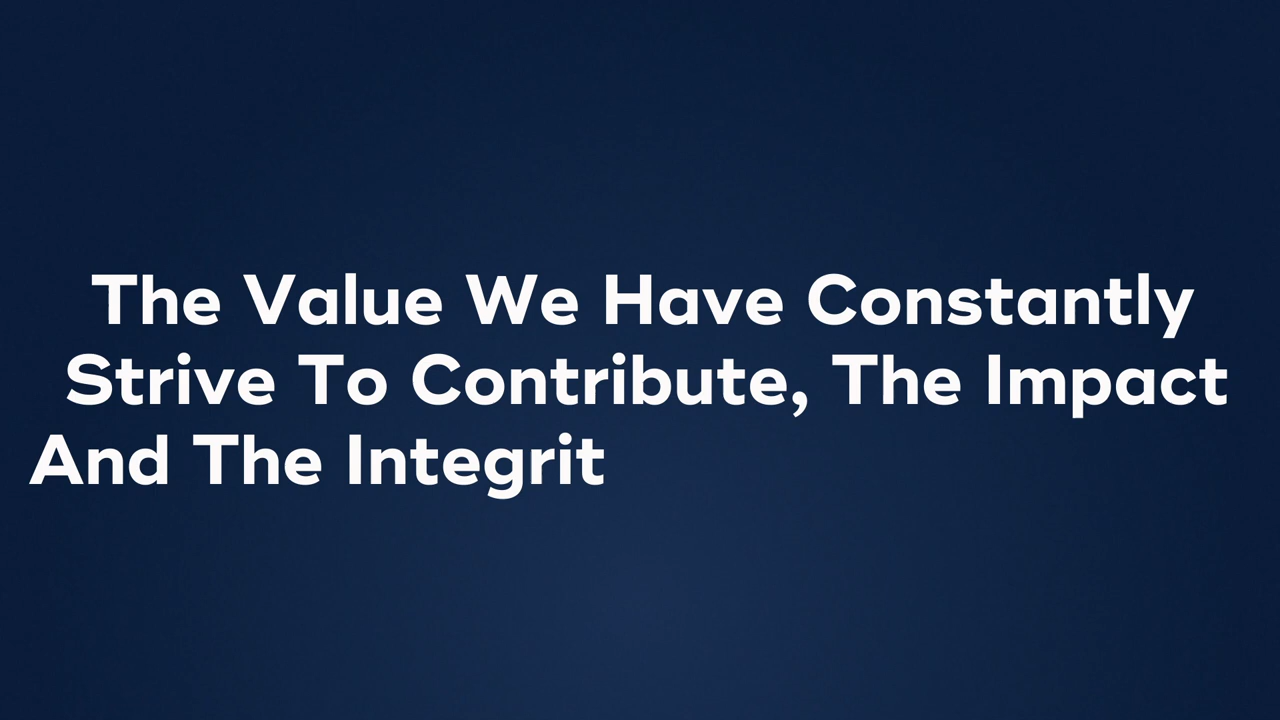 The Value We Have Constantly
Strive To Contribute, The Impact
And The Integrit